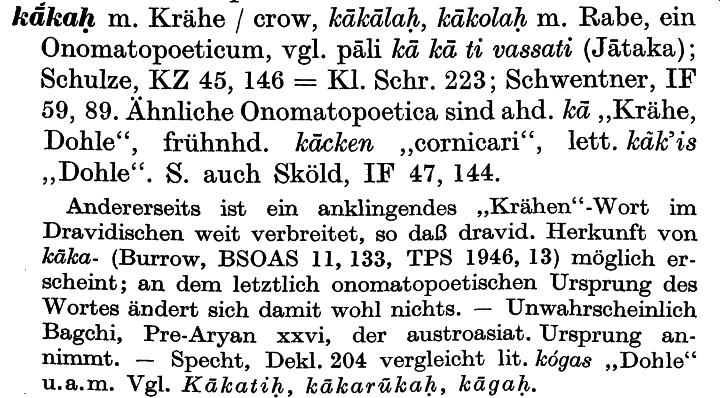 kā́kaḥ m. Krähe / crow, kākālaḥ, kākolaḥ m. Rabe, ein
Onomatopoeticum, vgl. pāli kā kā ti vassati (Jātaka);
Schulze, KZ 45, 146 = Kl. Schr. 223; Schwentner, IF
59, 89. Ähnliche Onomatopoetica sind ahd. kā „Krähe,
Dohle“, frühnhd. kācken „cornicari“, lett. kãk’is
„Dohle“. S. auch Sköld, IF 47, 144.
Andererseits ist ein anklingendes „Krähen“-Wort im
Dravidischen weit verbreitet, so daß dravid. Herkunft von
kāka- (Burrow, BSOAS 11, 133, TPS 1946, 13) möglich er-
scheint; an dem letztlich onomatopoetischen Ursprung des
Wortes ändert sich damit wohl nichts. — Unwahrscheinlich
Bagchi, Pre-Aryan xxvi, der austroasiat. Ursprung an-
nimmt. — Specht, Dekl. 204 vergleicht lit. kógas „Dohle“
u.a.m. Vgl. Kākatiḥ, kākarūkaḥ, kāgaḥ.